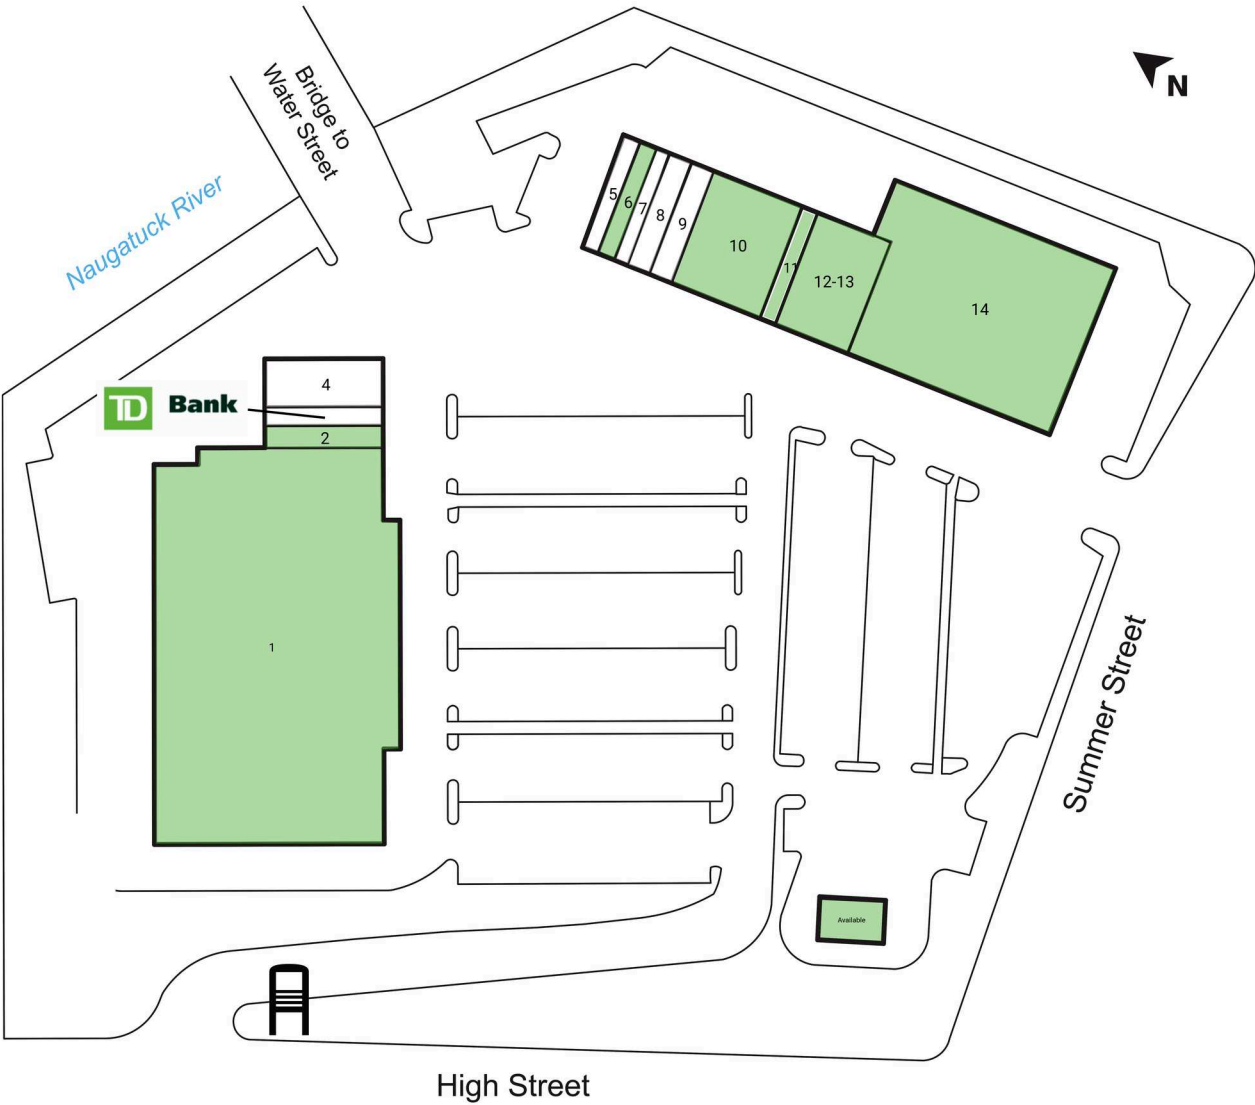 Bridge to
Water Street
N
Naugatuck River
5
6
7
8
9
10
11
12-13
14
4
TD Bank
2
1
Summer Street
Available
High Street